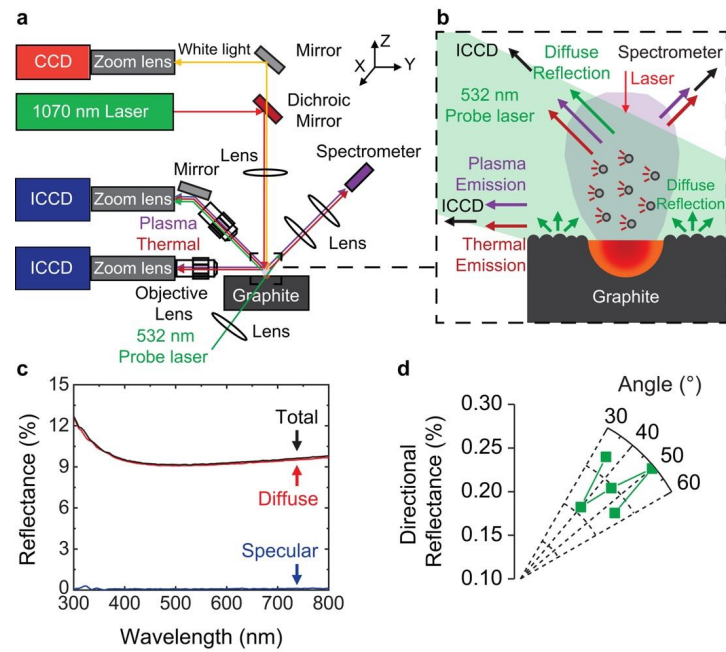 a
CCD
Zoom lens
White light
Mirror
Z
X
Y
1070 nm Laser
Dichroic
Mirror
Lens
Spectrometer
Mirror
ICCD
Zoom lens
Plasma
Thermal
Lens
ICCD
Zoom lens
Objective
Lens
Graphite
532 nm
Probe laser
Lens
b
ICCD
Diffuse
Reflection
Spectrometer
Laser
532 nm
Probe laser
Plasma
Emission
ICCD
Diffuse
Reflection
Thermal
Emission
Graphite
c
Reflectance (%)
15
12
9
6
3
0
Total
Diffuse
Specular
300 400 500 600 700 800
Wavelength (nm)
d
Directional
Reflectance (%)
0.30
0.25
0.20
0.15
0.10
Angle (°)
30
40
50
60